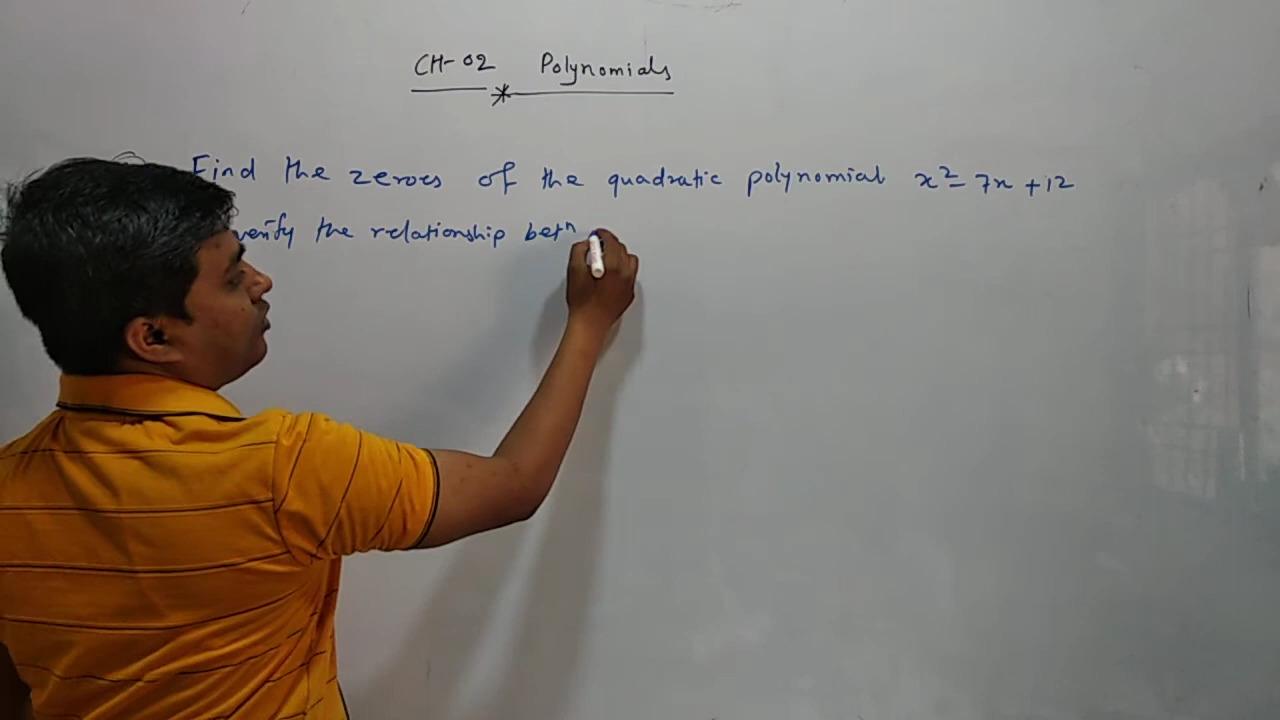 CH-02 Polynomials
Find the zeroes of the quadratic polynomial x² - 7x + 12
verify the relationship betⁿ